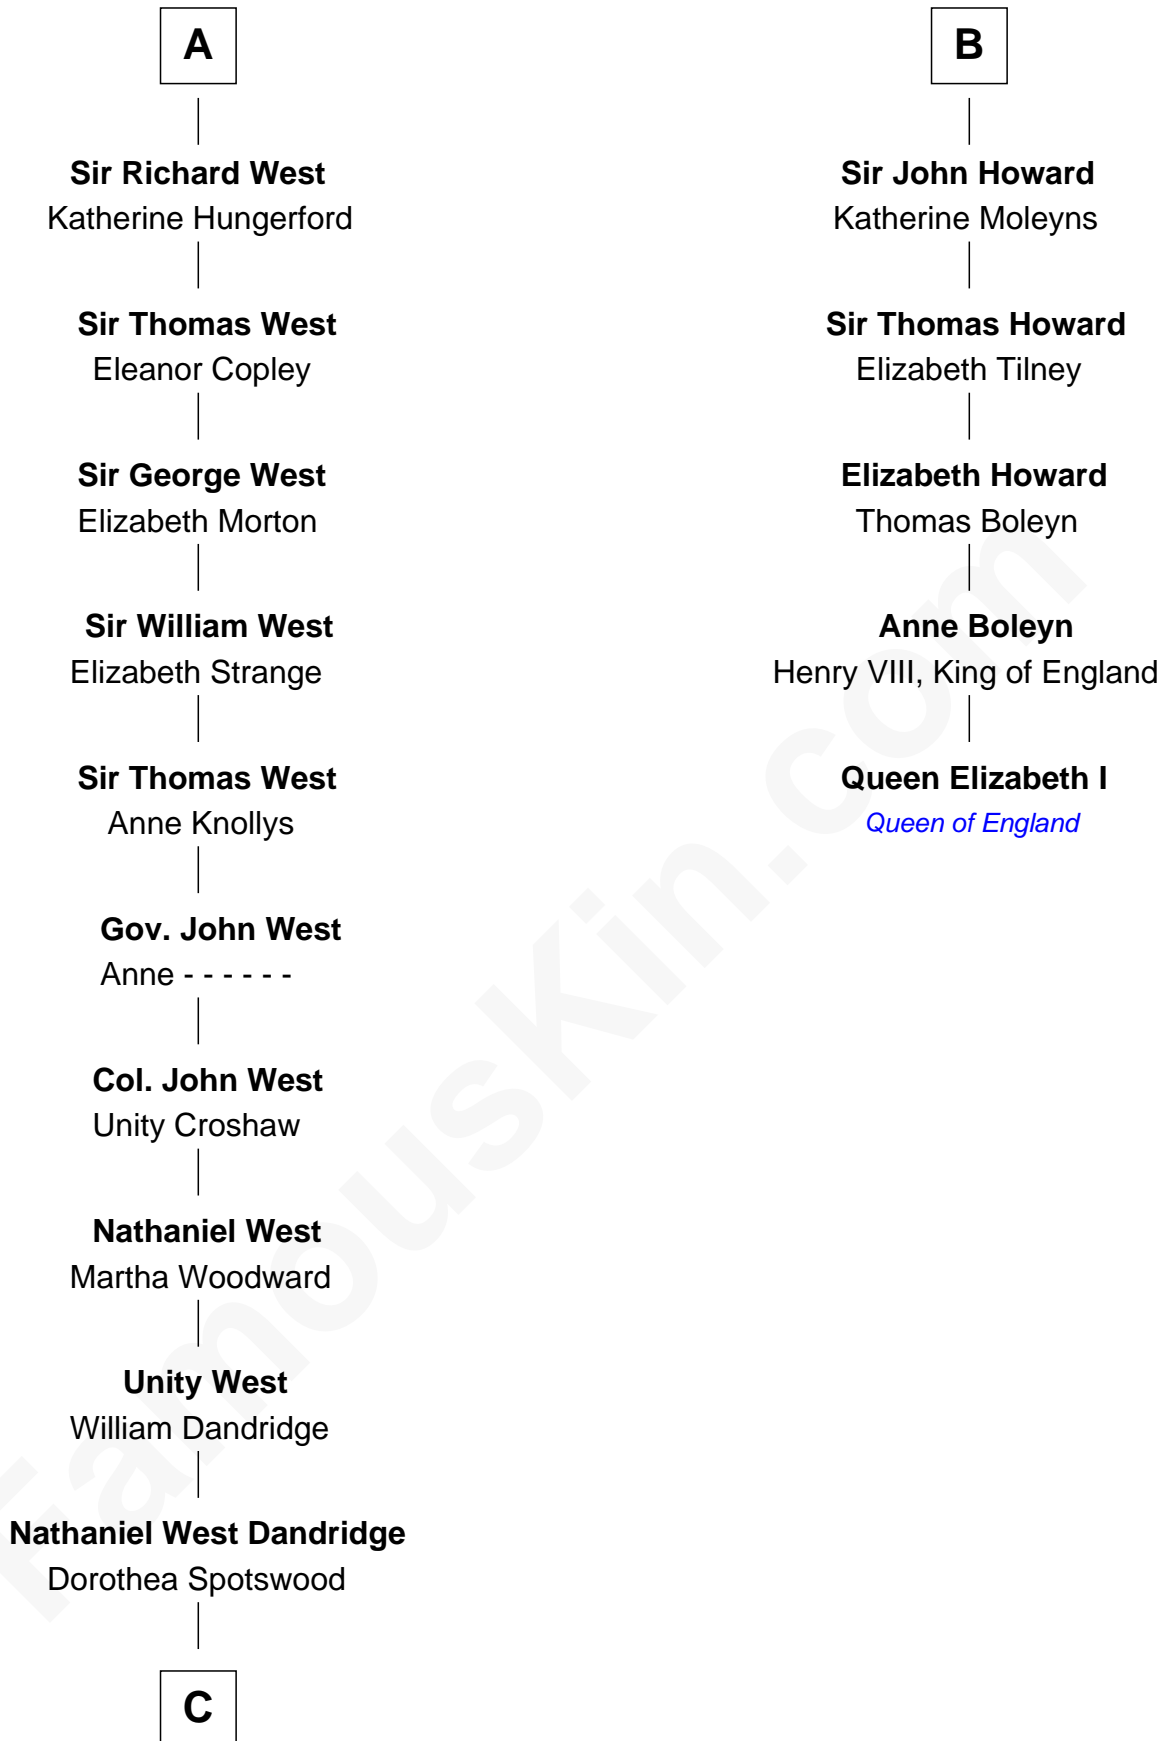 A
Sir Richard West
Katherine Hungerford
Sir Thomas West
Eleanor Copley
Sir George West
Elizabeth Morton
Sir William West
Elizabeth Strange
Sir Thomas West
Anne Knollys
Gov. John West
Anne - - - - - -
Col. John West
Unity Croshaw
Nathaniel West
Martha Woodward
Unity West
William Dandridge
Nathaniel West Dandridge
Dorothea Spotswood
C
B
Sir John Howard
Katherine Moleyns
Sir Thomas Howard
Elizabeth Tilney
Elizabeth Howard
Thomas Boleyn
Anne Boleyn
Henry VIII, King of England
Queen Elizabeth I
Queen of England
FamousKin.com